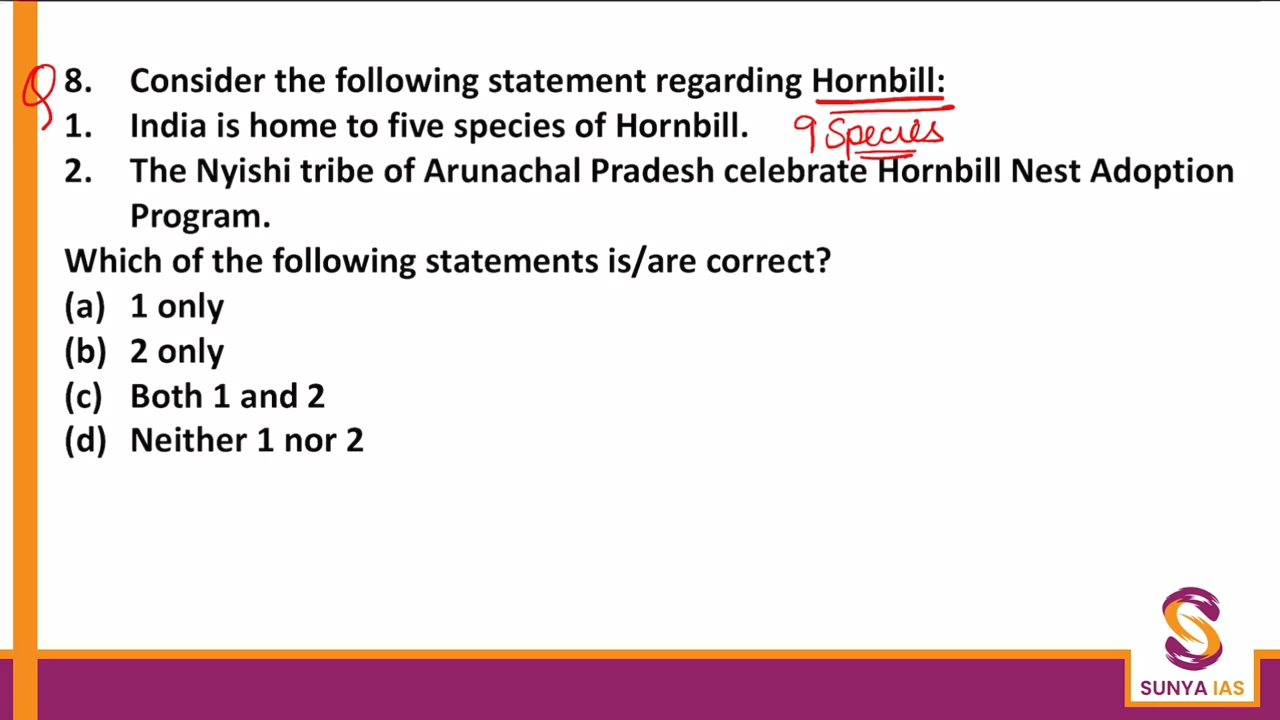 8. Consider the following statement regarding Hornbill:
1. India is home to five species of Hornbill. 9 Species
2. The Nyishi tribe of Arunachal Pradesh celebrate Hornbill Nest Adoption
Program.
Which of the following statements is/are correct?
(a) 1 only
(b) 2 only
(c) Both 1 and 2
(d) Neither 1 nor 2
SUNYA IAS